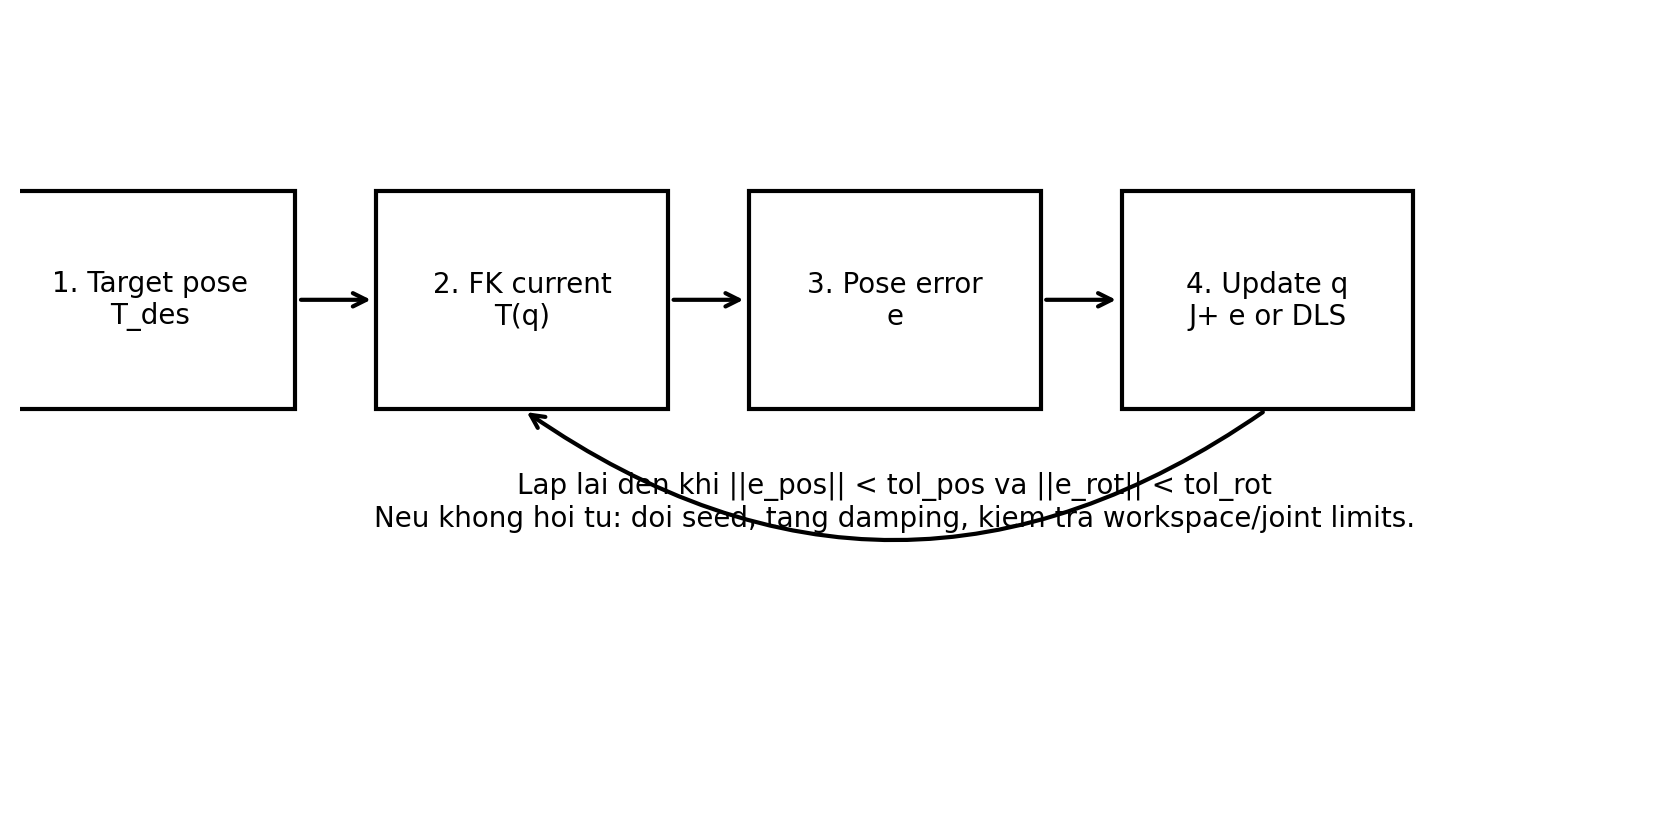 1. Target pose
T_des
2. FK current
T(q)
3. Pose error
e
4. Update q
J+ e or DLS
Lap lai den khi ||e_pos|| < tol_pos va ||e_rot|| < tol_rot
Neu khong hoi tu: doi seed, tang damping, kiem tra workspace/joint limits.